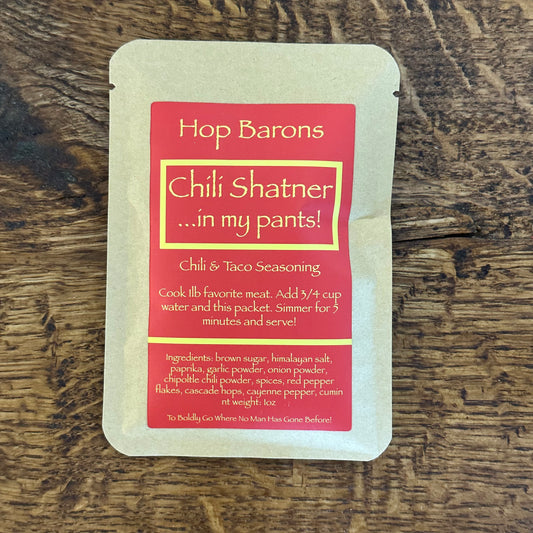 Hop Barons
Chili Shatner
...in my pants!
Chili & Taco Seasoning
Cook 1lb favorite meat. Add 3/4 cup
water and this packet. Simmer for 5
minutes and serve!
Ingredients: brown sugar, himalayan salt,
paprika, garlic powder, onion powder,
chipoltle chili powder, spices, red pepper
flakes, cascade hops, cayenne pepper, cumin
nt weight: 1oz
To Boldly Go Where No Man Has Gone Before!